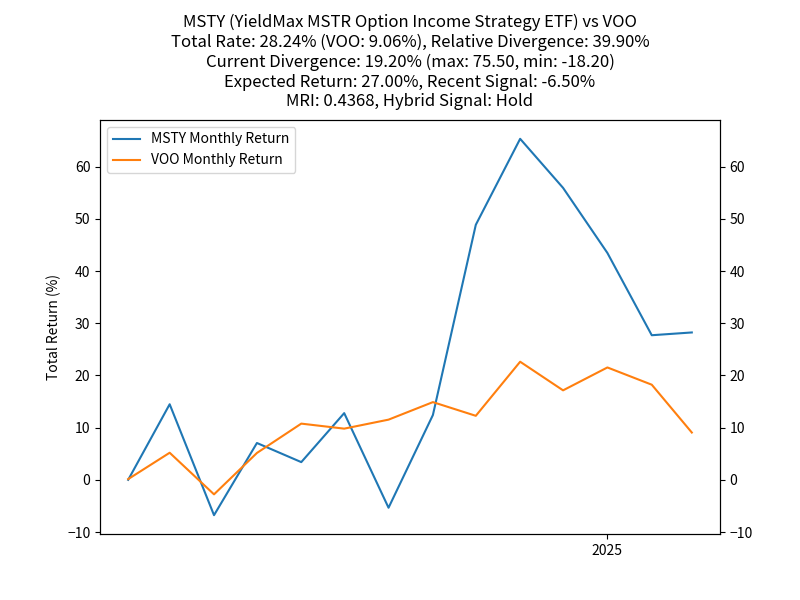 MSTY (YieldMax MSTR Option Income Strategy ETF) vs VOO
Total Rate: 28.24% (VOO: 9.06%), Relative Divergence: 39.90%
Current Divergence: 19.20% (max: 75.50, min: -18.20)
Expected Return: 27.00%, Recent Signal: -6.50%
MRI: 0.4368, Hybrid Signal: Hold
MSTY Monthly Return
VOO Monthly Return
60 60
50 50
40 40
30 30
20 20
10 10
0 0
−10 −10
Total Return (%)
2025